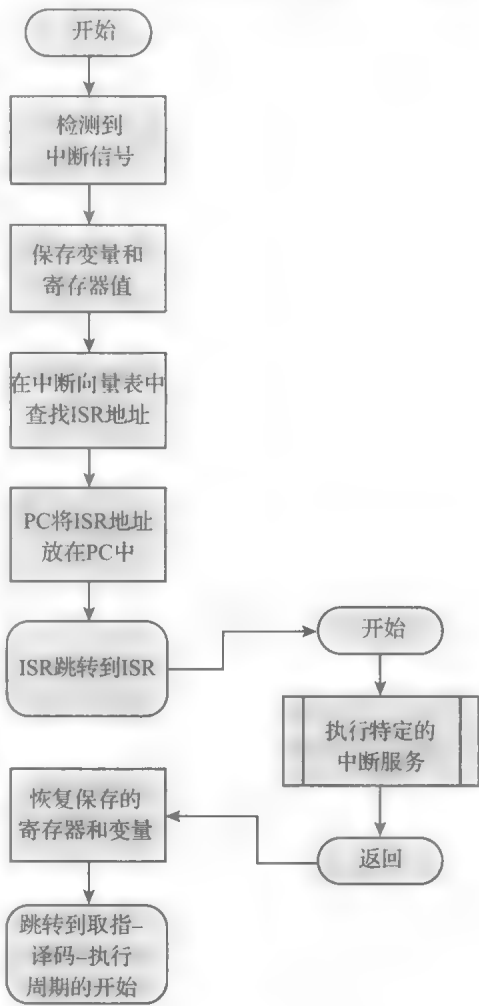 开始
检测到
中断信号
保存变量和
寄存器值
在中断向量表中
查找ISR地址
PC将ISR地址
放在PC中
ISR跳转到ISR
开始
执行特定的
中断服务
返回
恢复保存的
寄存器和变量
跳转到取指–
译码–执行
周期的开始